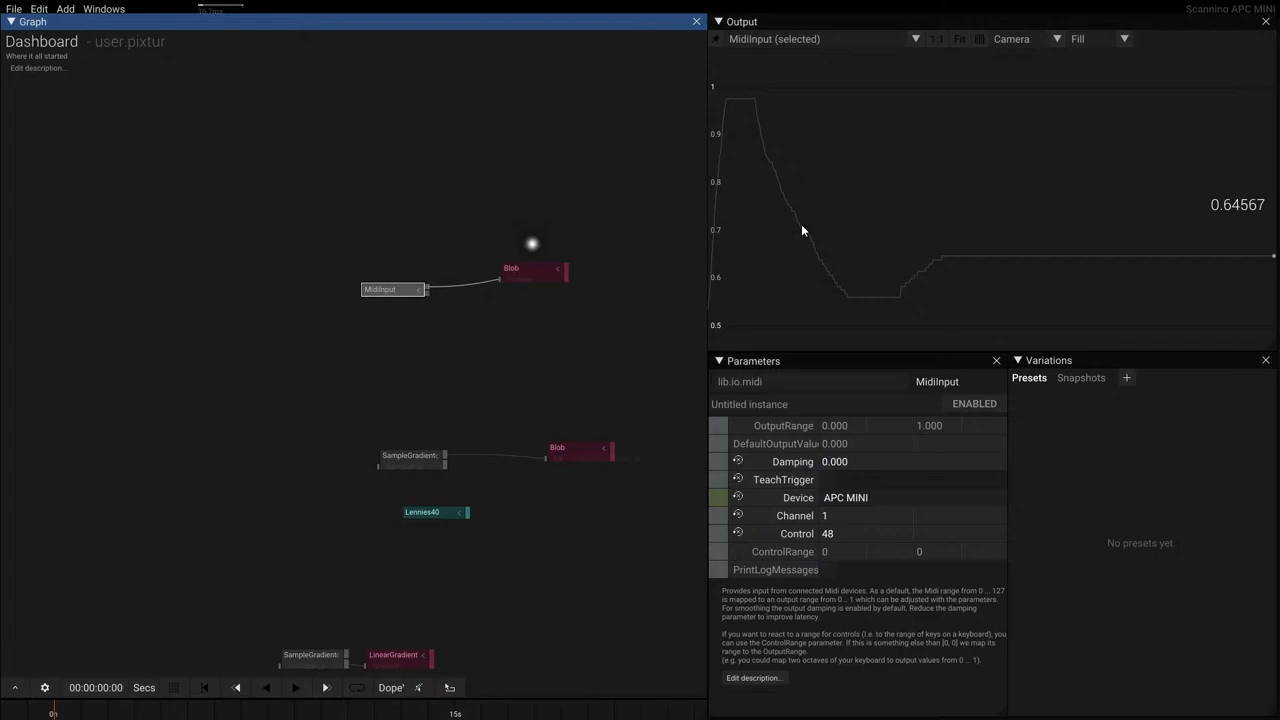 File Edit Add Windows
16.7ms
Scanning APC MINI
Graph
Dashboard - user.pixtur
Where it all started
Edit description...
MidiInput
Blob
SampleGradient
Blob
Lennies40
SampleGradient
LinearGradient
00:00:00:00 Secs
Dope'
0h
15s
Output
MidiInput (selected) 1:1 Fit Camera Fill
1
0.9
0.8
0.7
0.6
0.5
0.64567
Parameters
lib.io.midi MidiInput
Untitled instance ENABLED
OutputRange 0.000 1.000
DefaultOutputValu 0.000
Damping 0.000
TeachTrigger
Device APC MINI
Channel 1
Control 48
ControlRange 0 0
PrintLogMessages
Provides input from connected Midi devices. As a default, the Midi range from 0 ... 127
is mapped to an output range from 0 .. 1 which can be adjusted with the parameters.
For smoothing the output damping is enabled by default. Reduce the damping
parameter to improve latency.
If you want to react to a range for controls (I.e. to the range of keys on a keyboard), you
can use the ControlRange parameter. If this is something else than [0, 0] we map its
range to the OutputRange.
(e.g. you could map two octaves of your keyboard to output values from 0 ... 1).
Edit description...
Variations
Presets Snapshots +
No presets yet.